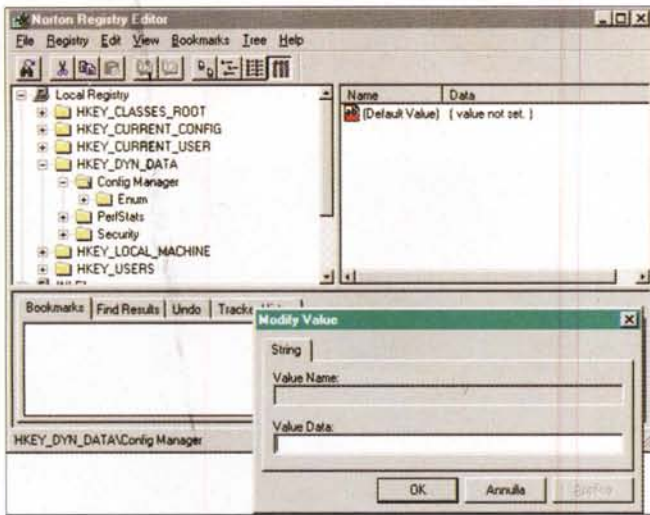 Norton Registry Editor
File Registry Edit View Bookmarks Tree Help
Local Registry
HKEY_CLASSES_ROOT
HKEY_CURRENT_CONFIG
HKEY_CURRENT_USER
HKEY_DYN_DATA
Config Manager
Enum
PerfStats
Security
HKEY_LOCAL_MACHINE
HKEY_USERS
Name Data
(Default Value) ( value not set. )
Bookmarks Find Results Undo
Modify Value
String
Value Name:
Value Data:
HKEY_DYN_DATA\Config Manager
OK Annulla